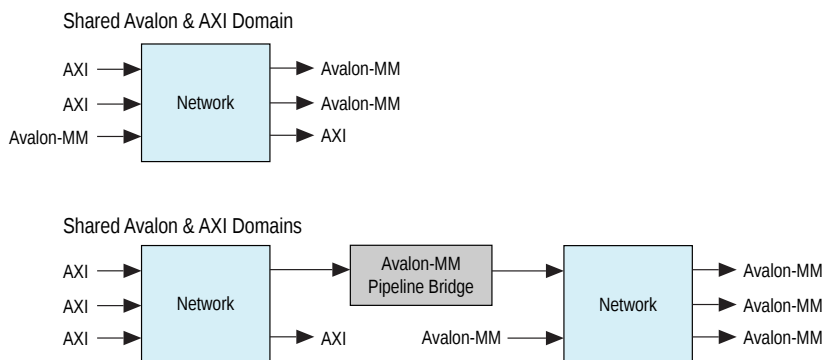 Shared Avalon & AXI Domain
AXI
AXI
Avalon-MM
Network
Avalon-MM
Avalon-MM
AXI
Shared Avalon & AXI Domains
AXI
AXI
AXI
Network
AXI
Avalon-MM
Pipeline Bridge
Avalon-MM
Network
Avalon-MM
Avalon-MM
Avalon-MM